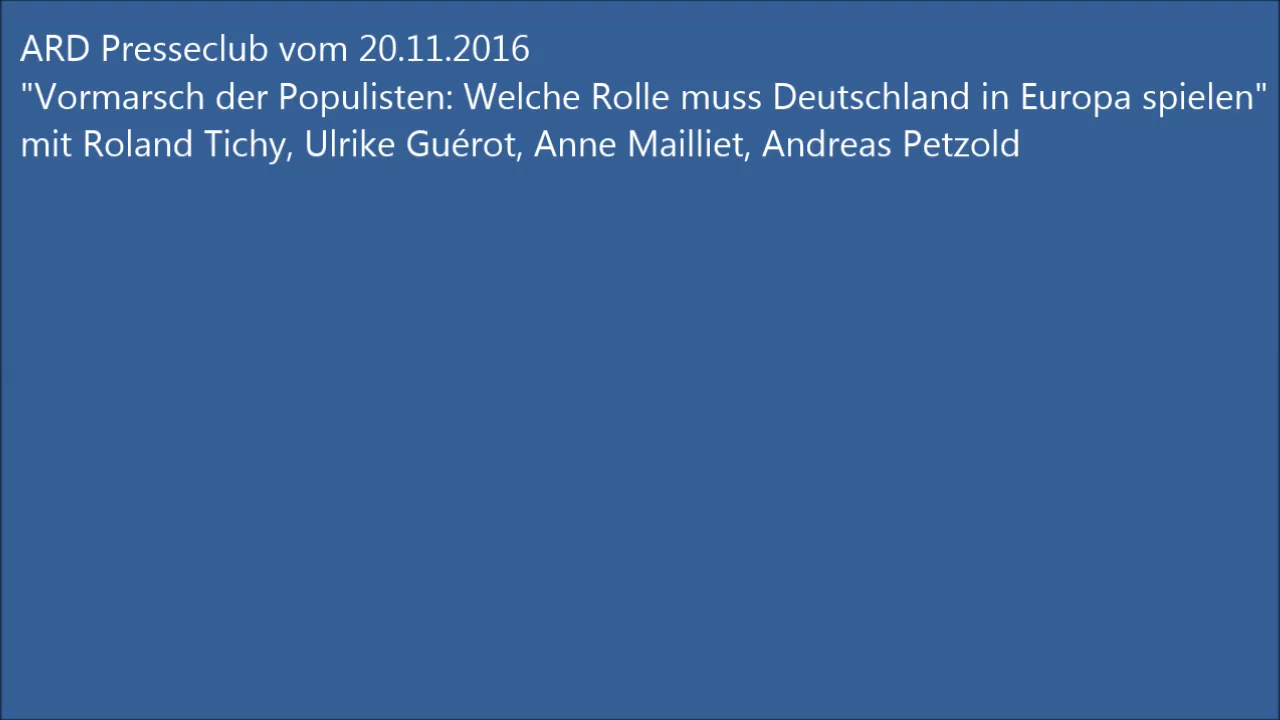 ARD Presseclub vom 20.11.2016
"Vormarsch der Populisten: Welche Rolle muss Deutschland in Europa spielen"
mit Roland Tichy, Ulrike Guérot, Anne Mailliet, Andreas Petzold